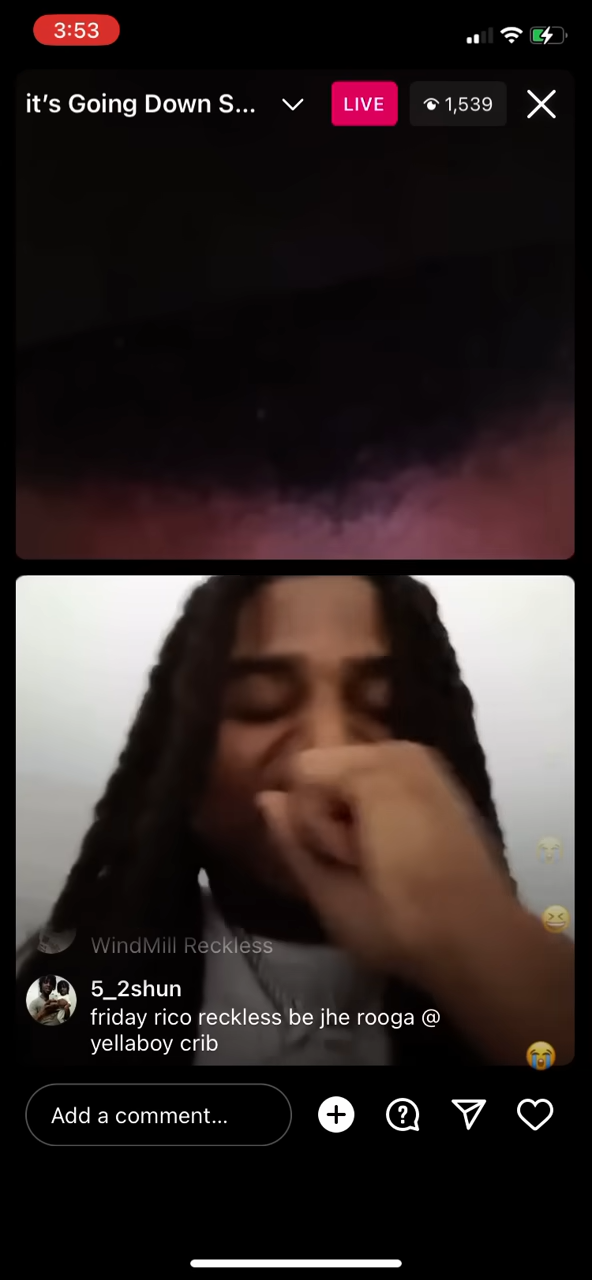 3:53
it’s Going Down S...
LIVE
1,539
WindMill Reckless
5_2shun
friday rico reckless be jhe rooga @
yellaboy crib
Add a comment...